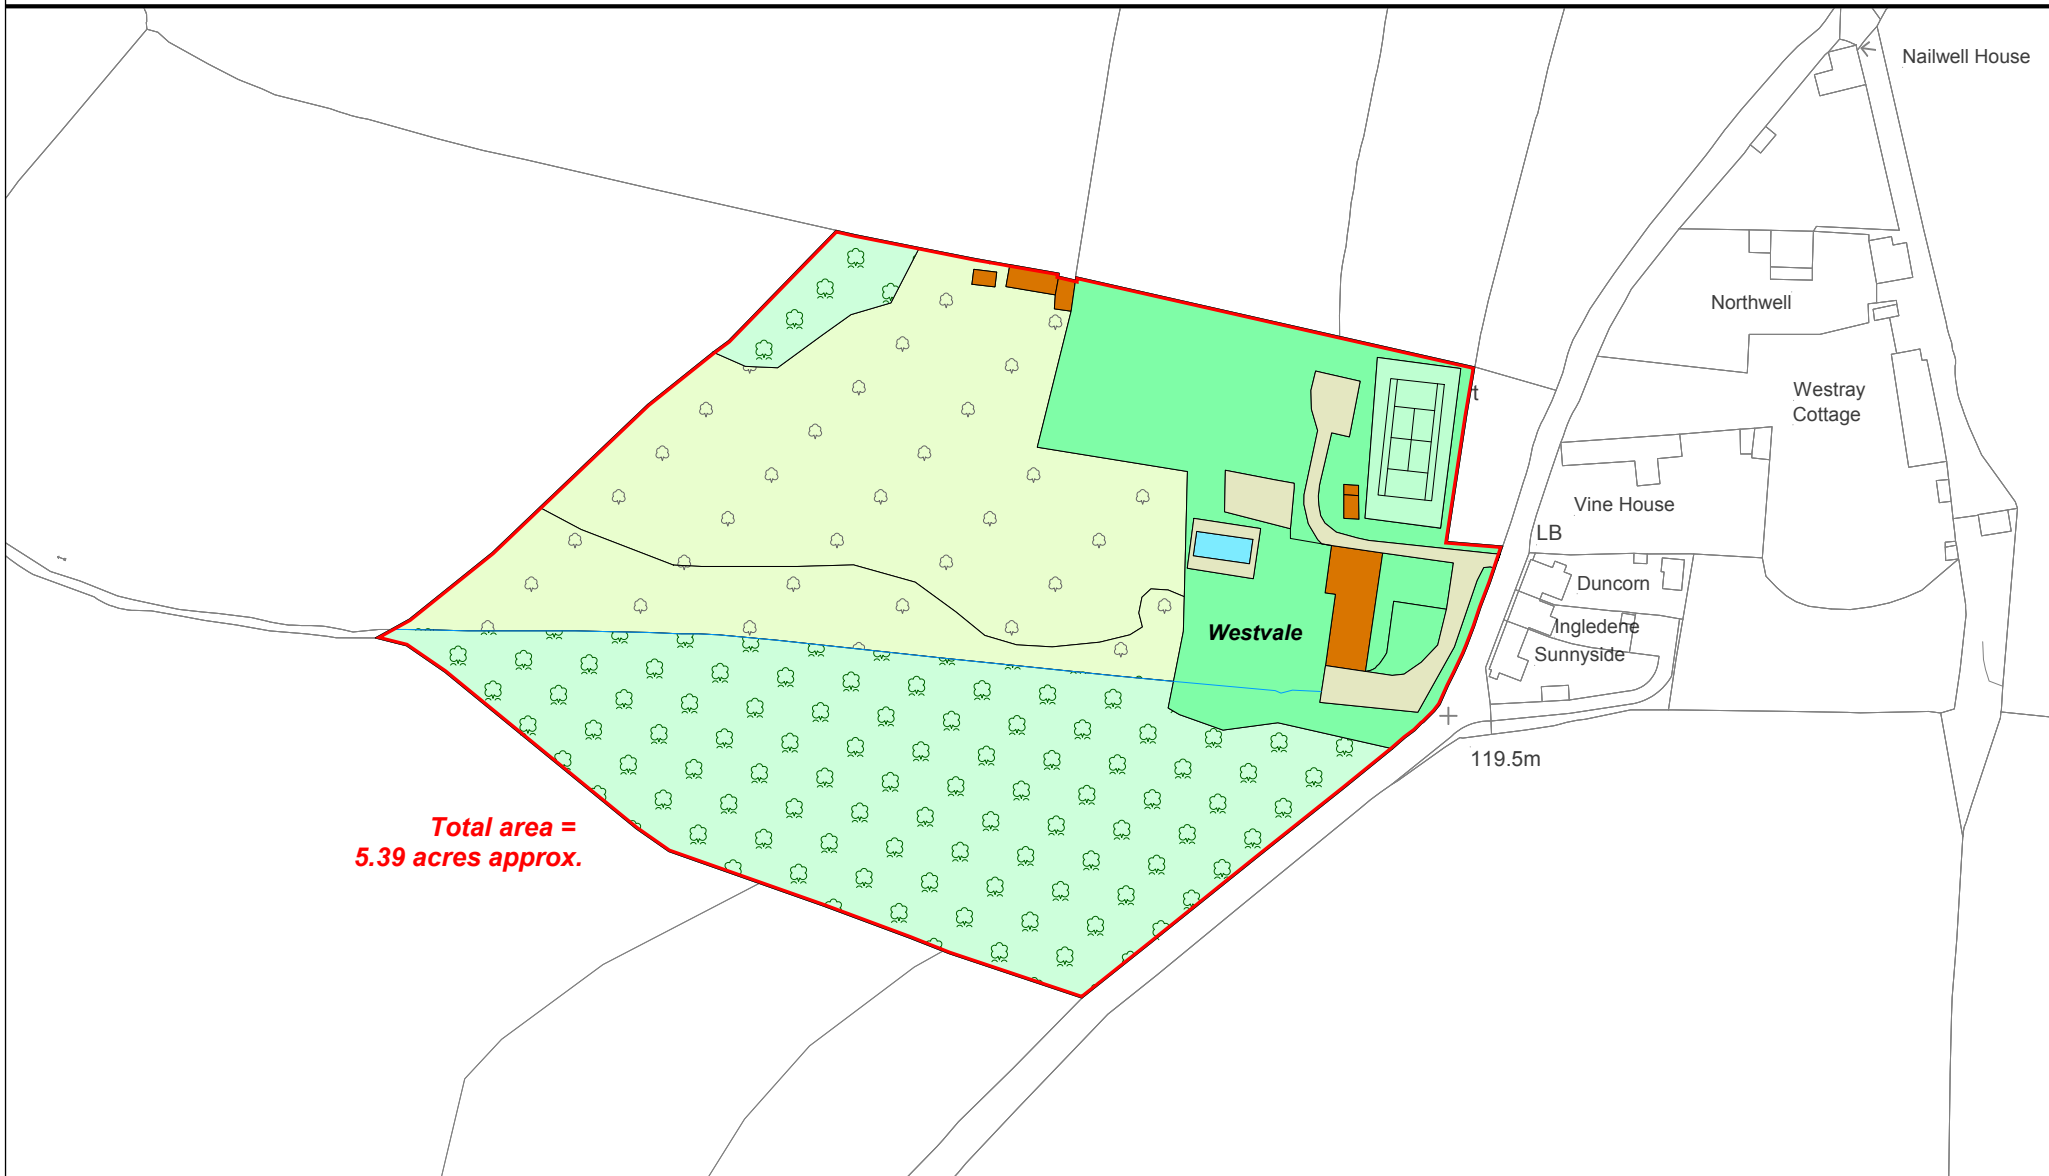 Nailwell House
Northwell
Westray
Cottage
t
Vine House
LB
Duncorn
Ingledene
Sunnyside
Westvale
119.5m
Total area =
5.39 acres approx.